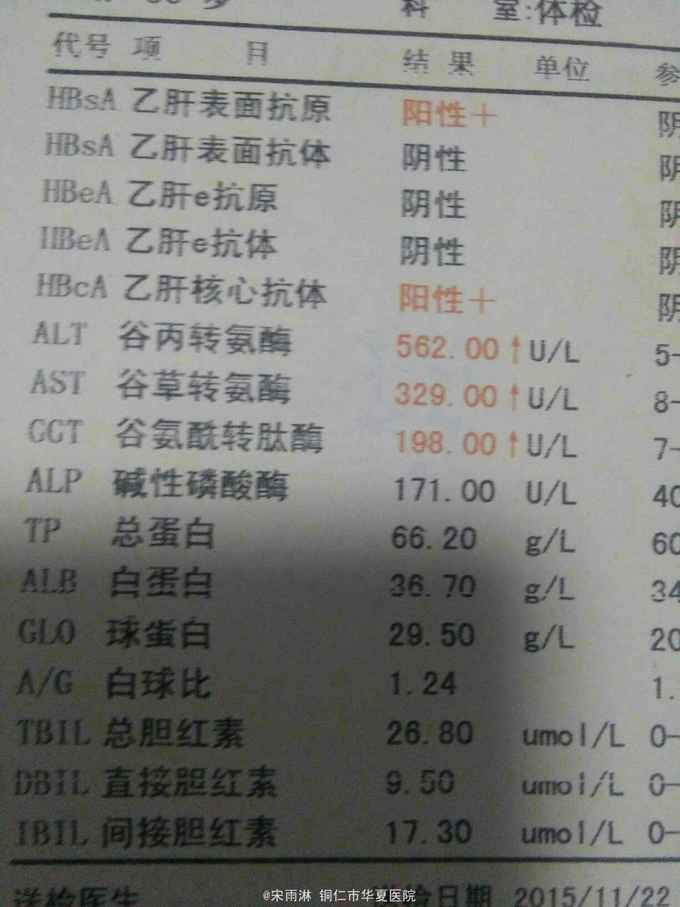 科 室:体检
代号 项 目 结 果 单位 参
HBsA 乙肝表面抗原 阳性+ 阴
HBsA 乙肝表面抗体 阴性 阴
HBeA 乙肝e抗原 阴性 阴
HBeA 乙肝e抗体 阴性 阴
HBcA 乙肝核心抗体 阳性+ 阴
ALT 谷丙转氨酶 562.00↑ U/L 5-
AST 谷草转氨酶 329.00↑ U/L 8-
GGT 谷氨酰转肽酶 198.00↑ U/L 7-
ALP 碱性磷酸酶 171.00 U/L 40
TP 总蛋白 66.20 g/L 60
ALB 白蛋白 36.70 g/L 34
GLO 球蛋白 29.50 g/L 20
A/G 白球比 1.24 1.
TBIL 总胆红素 26.80 umol/L 0-
DBIL 直接胆红素 9.50 umol/L 0-
IBIL 间接胆红素 17.30 umol/L 0-
送检医生 检日期 2015/11/22
@宋雨淋 铜仁市华夏医院